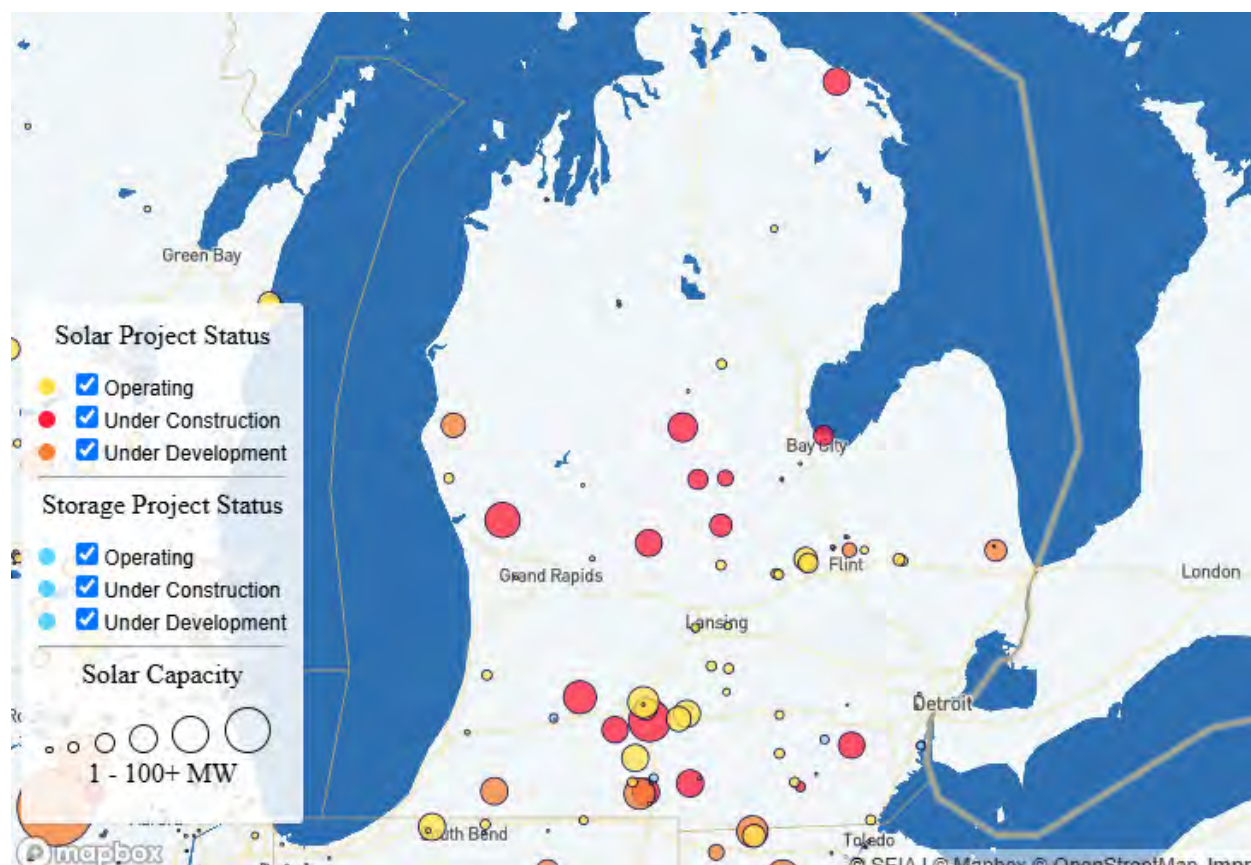 Green Bay
Solar Project Status
Operating
Under Construction
Under Development
Storage Project Status
Operating
Under Construction
Under Development
Solar Capacity
1 - 100+ MW
Bay City
Grand Rapids
Flint
London
Lansing
Detroit
South Bend
Toledo
mapbox
© SEIA | © Mapbox © OpenStreetMap